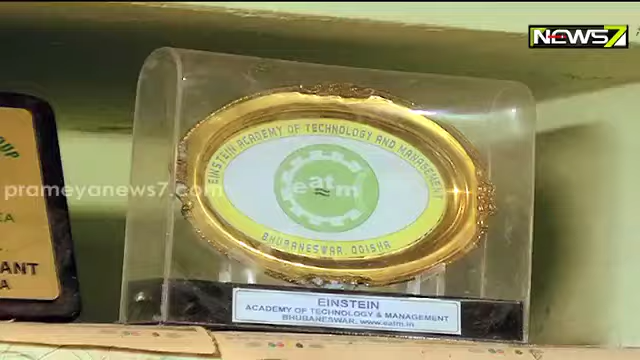 NEWS7
EINSTEIN ACADEMY OF TECHNOLOGY AND MANAGEMENT
eatm
BHUBANESWAR, ODISHA
prameyanews7.com
EINSTEIN
ACADEMY OF TECHNOLOGY & MANAGEMENT
BHUBANESWAR, www.eatm.in